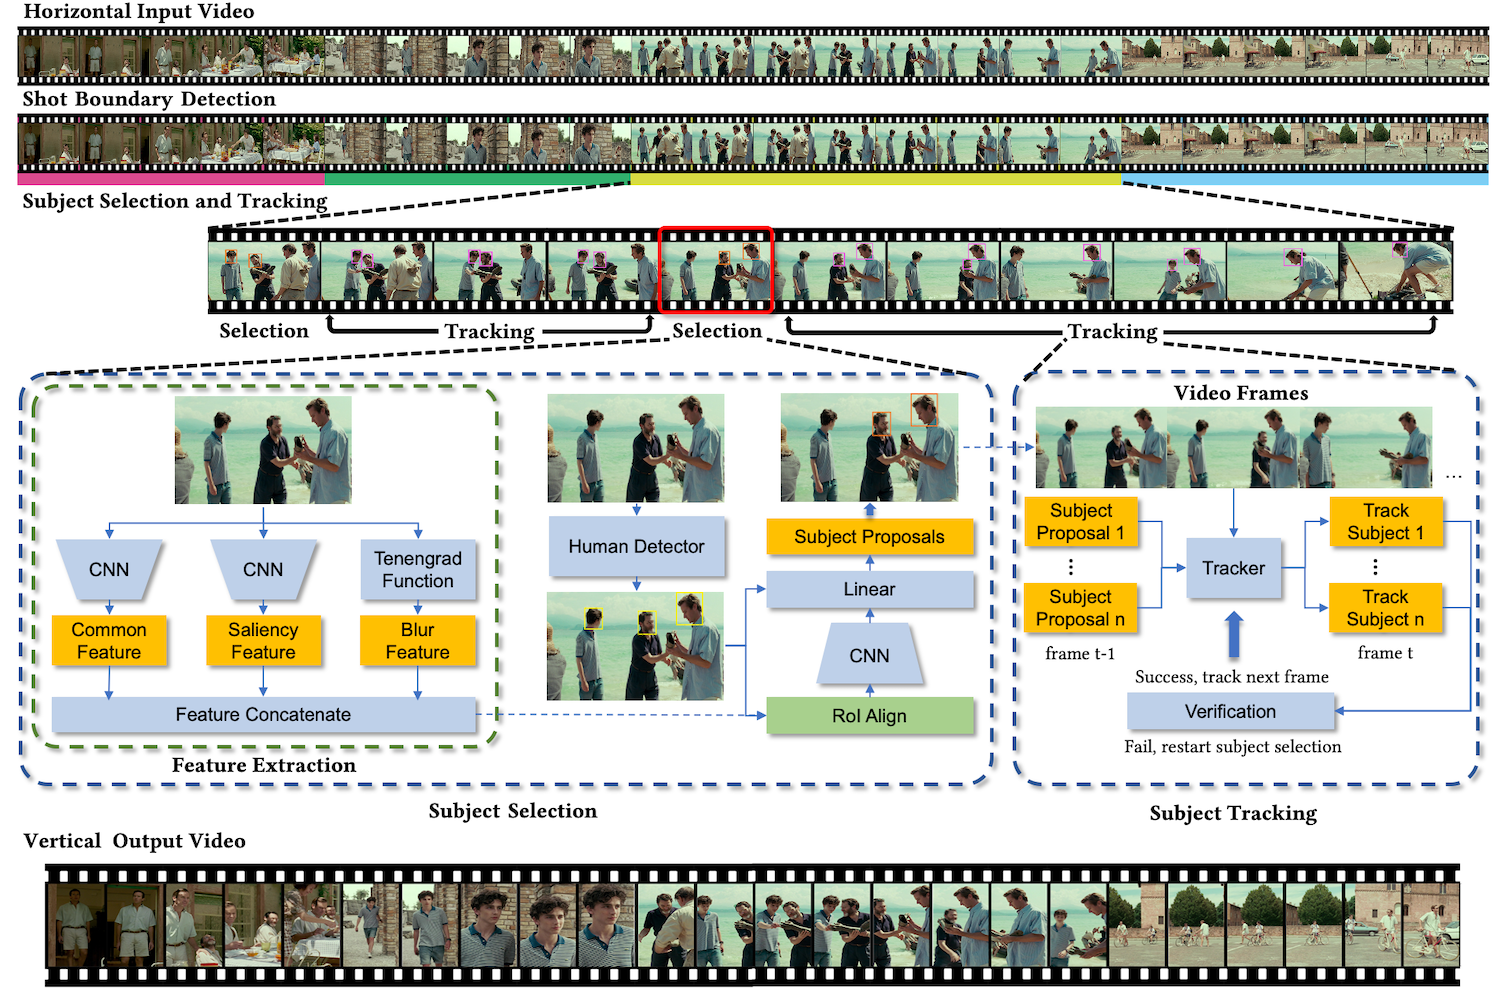 Horizontal Input Video
Shot Boundary Detection
Subject Selection and Tracking
Selection
Tracking
Selection
Tracking
CNN
CNN
Tenengrad
Function
Common
Feature
Saliency
Feature
Blur
Feature
Feature Concatenate
Feature Extraction
Human Detector
Subject Proposals
Linear
CNN
RoI Align
Subject Selection
Video Frames
...
Subject
Proposal 1
⋮
Subject
Proposal n
frame t-1
Tracker
Track
Subject 1
⋮
Track
Subject n
frame t
Success, track next frame
Verification
Fail, restart subject selection
Subject Tracking
Vertical Output Video